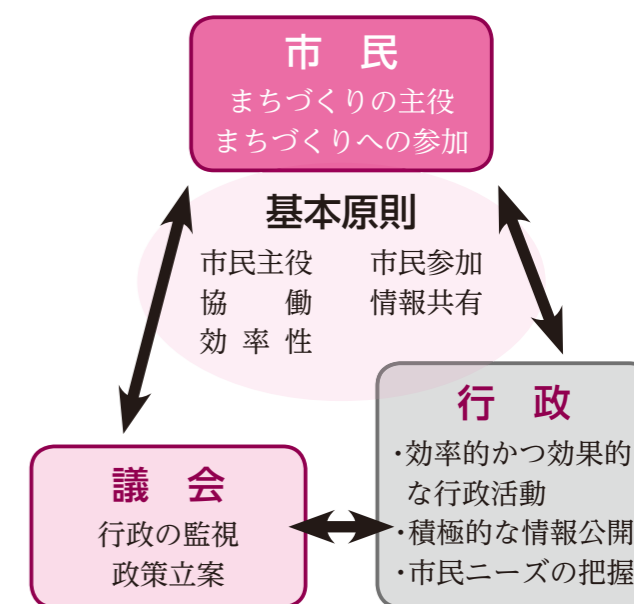 市　民
まちづくりの主役
まちづくりへの参加
基本原則
市民主役　市民参加
協　　働　情報共有
効 率 性
議　会
行政の監視
政策立案
行　政
・効率的かつ効果的
な行政活動
・積極的な情報公開
・市民ニーズの把握